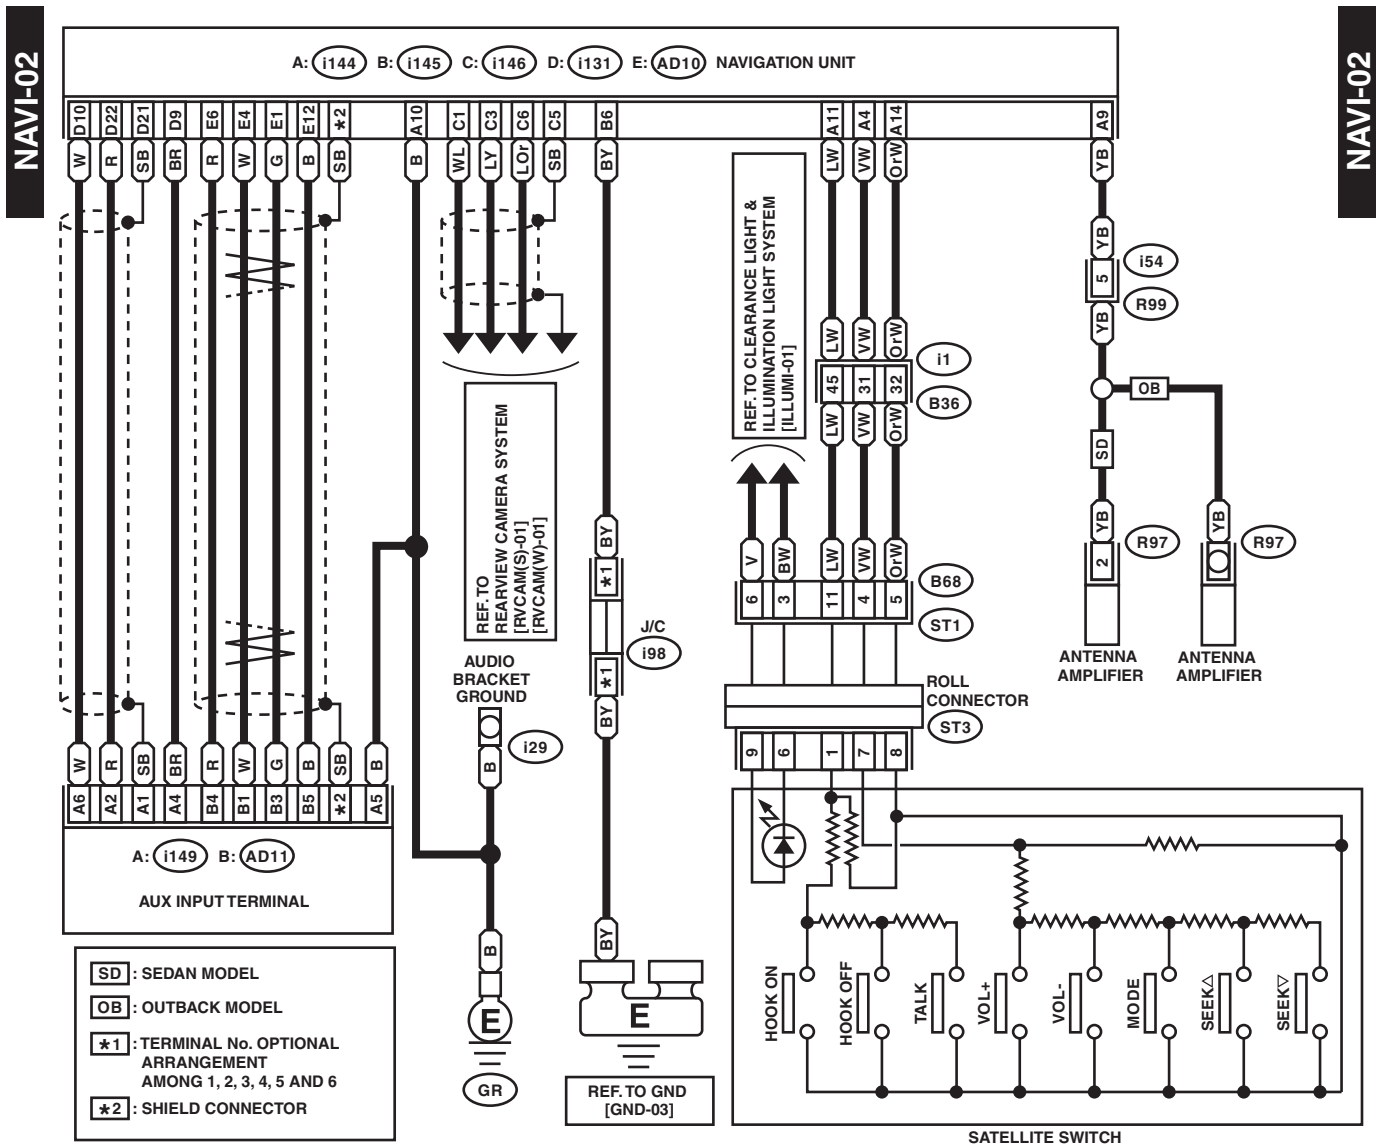 NAVI-02
NAVI-02
A: i144 B: i145 C: i146 D: i131 E: AD10 NAVIGATION UNIT
D10 D22 D21 D9 E6 E4 E1 E12 *2 A10 C1 C3 C6 C5 B6 A11 A4 A14 A9
W R SB BR R W G B SB B WL LY LOr SB BY LW VW OrW YB
REF. TO CLEARANCE LIGHT &
ILLUMINATION LIGHT SYSTEM
[ILLUMI-01]
YB
5
i54
R99
YB
LW VW OrW
i1
45 31 32
B36
LW VW OrW
OB
SD
REF. TO
REARVIEW CAMERA SYSTEM
[RVCAM(S)-01]
[RVCAM(W)-01]
BY
*1
J/C
i98
*1
BY
YB
R97
2
YB
R97
ANTENNA
AMPLIFIER
ANTENNA
AMPLIFIER
V BW LW VW OrW
B68
6 3 11 4 5
ST1
ROLL
CONNECTOR
ST3
9 6 1 7 8
AUDIO
BRACKET
GROUND
i29
B
W R SB BR R W G B SB B
A6 A2 A1 A4 B4 B1 B3 B5 *2 A5
A: i149 B: AD11
AUX INPUT TERMINAL
B
E
GR
BY
E
REF. TO GND
[GND-03]
HOOK ON
HOOK OFF
TALK
VOL+
VOL-
MODE
SEEK△
SEEK▽
SATELLITE SWITCH
SD : SEDAN MODEL
OB : OUTBACK MODEL
*1 : TERMINAL No. OPTIONAL
ARRANGEMENT
AMONG 1, 2, 3, 4, 5 AND 6
*2 : SHIELD CONNECTOR